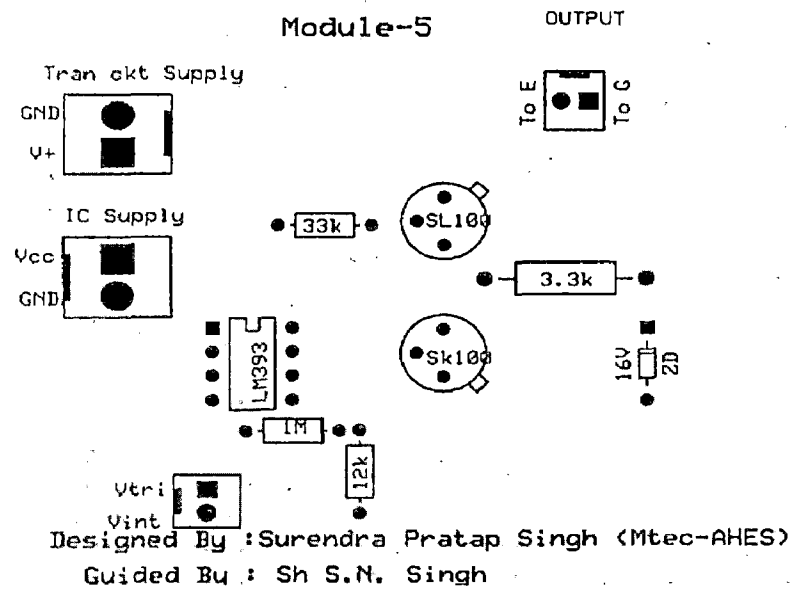 Module-5
OUTPUT
Tran ckt Supply
GND
V+
To E
To G
IC Supply
Vcc
GND
33k
SL100
3.3k
LM393
Sk100
16V
ZD
1M
12k
Vtri
Vint
Designed By :Surendra Pratap Singh (Mtec-AHES)
Guided By : Sh S.N. Singh